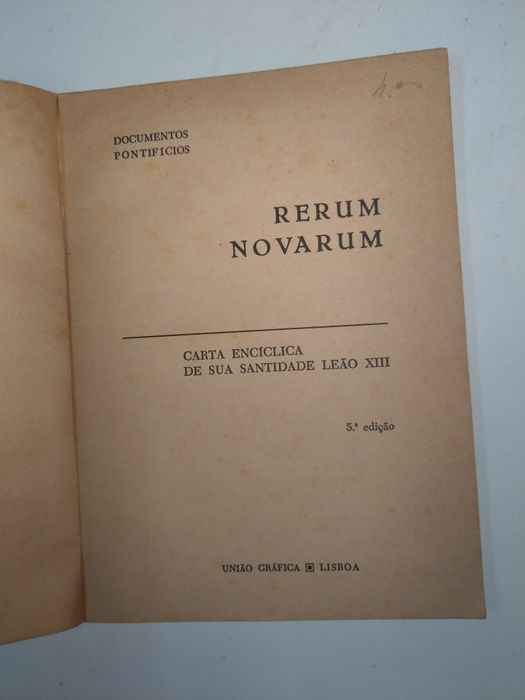 DOCUMENTOS
PONTIFÍCIOS
RERUM
NOVARUM
CARTA ENCÍCLICA
DE SUA SANTIDADE LEÃO XIII
5.ª edição
UNIÃO GRÁFICA LISBOA